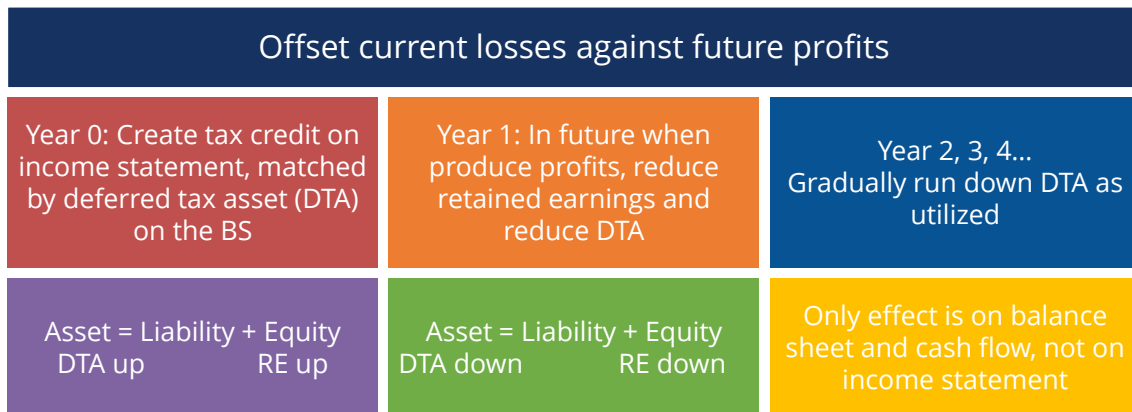 Offset current losses against future profits
Year 0: Create tax credit on
income statement, matched
by deferred tax asset (DTA)
on the BS
Year 1: In future when
produce profits, reduce
retained earnings and
reduce DTA
Year 2, 3, 4...
Gradually run down DTA as
utilized
Asset = Liability + Equity
DTA up RE up
Asset = Liability + Equity
DTA down RE down
Only effect is on balance
sheet and cash flow, not on
income statement